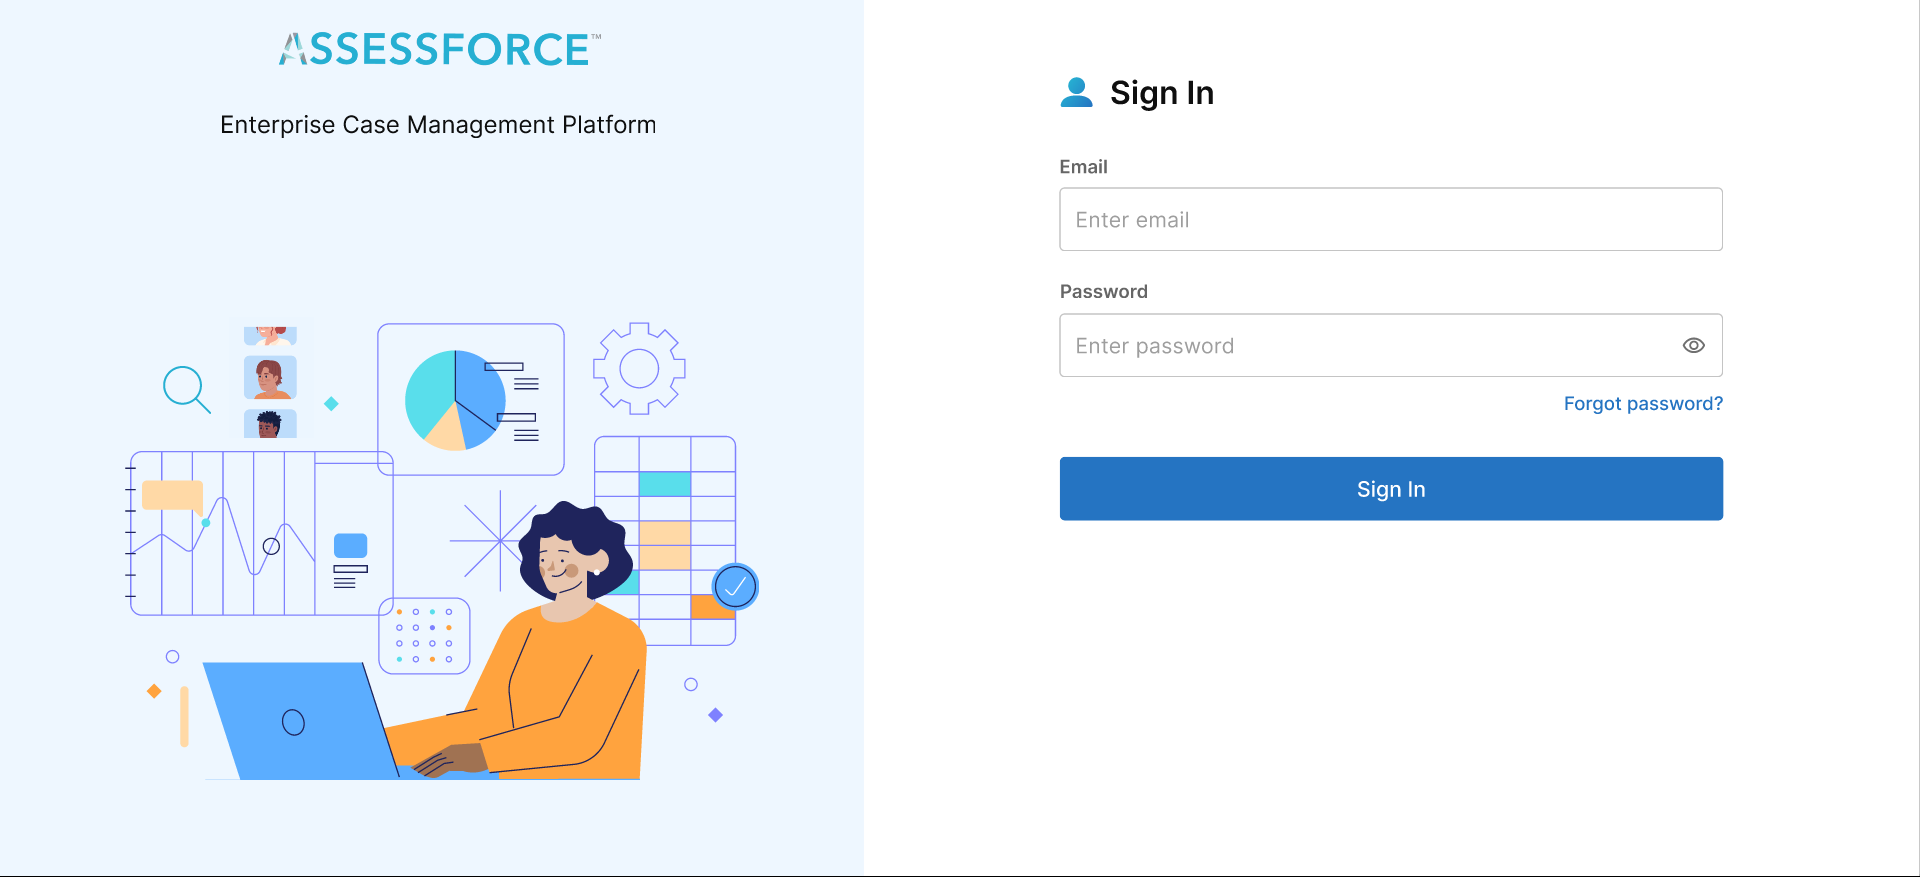 ASSESSFORCE™
Enterprise Case Management Platform
Sign In
Email
Enter email
Password
Enter password
Forgot password?
Sign In